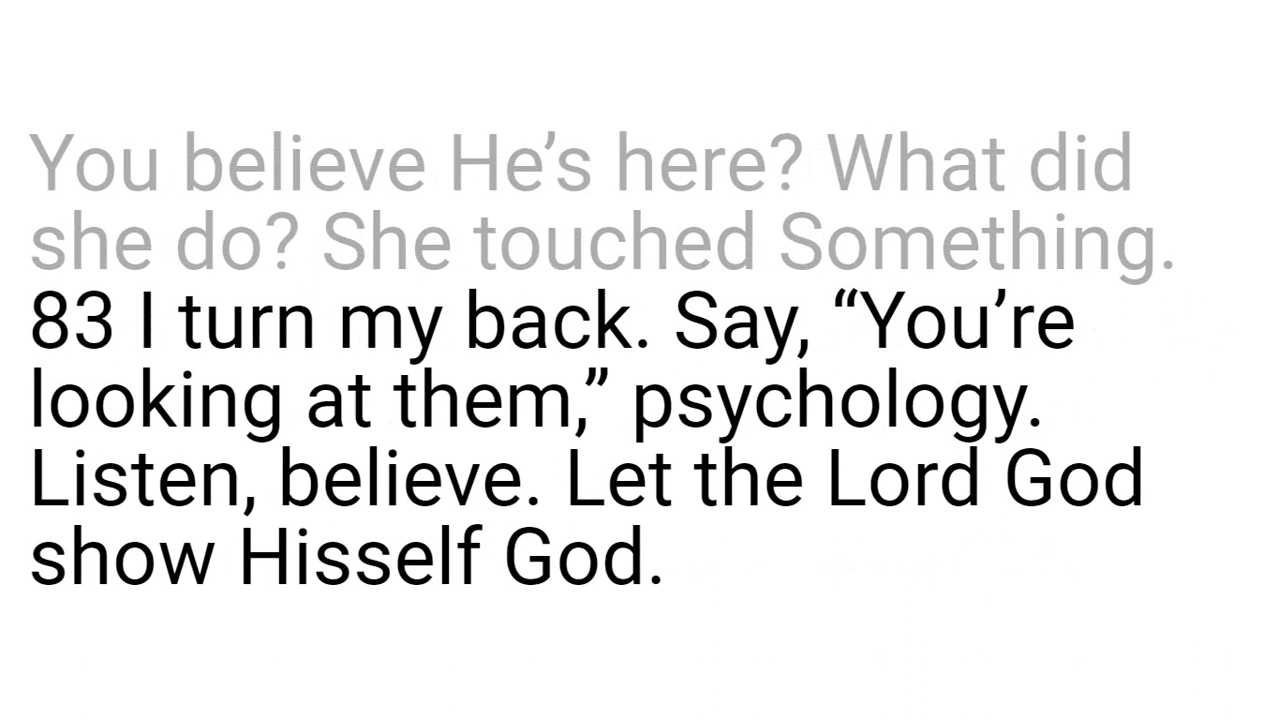 You believe He’s here? What did
she do? She touched Something.
83 I turn my back. Say, “You’re
looking at them,” psychology.
Listen, believe. Let the Lord God
show Hisself God.